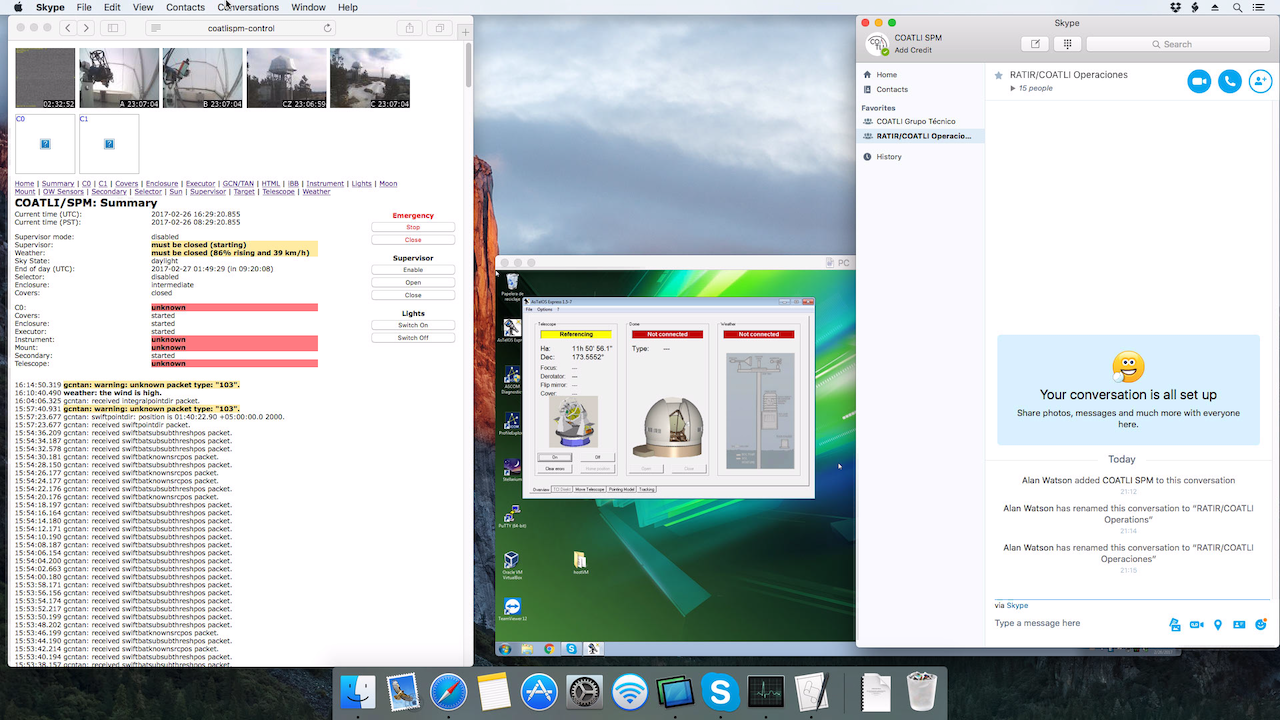 Skype File Edit View Contacts Conversations Window Help
coatlispm-control
02:32:52
A 23:07:04
B 23:07:04
CZ 23:06:59
C 23:07:04
C0
C1
Home | Summary | C0 | C1 | Covers | Enclosure | Executor | GCN/TAN | HTML | IBB | Instrument | Lights | Moon
Mount | OW Sensors | Secondary | Selector | Sun | Supervisor | Target | Telescope | Weather
COATLI/SPM: Summary
Current time (UTC): 2017-02-26 16:29:20.855
Current time (PST): 2017-02-26 08:29:20.855
Supervisor mode: disabled
Supervisor: must be closed (starting)
Weather: must be closed (86% rising and 39 km/h)
Sky State: daylight
End of day (UTC): 2017-02-27 01:49:29 (in 09:20:08)
Selector: disabled
Enclosure: intermediate
Covers: closed
C0: unknown
Covers: started
Enclosure: started
Executor: started
Instrument: unknown
Mount: unknown
Secondary: started
Telescope: unknown
Emergency
Stop
Close
Supervisor
Enable
Open
Close
Lights
Switch On
Switch Off
16:14:50.319 gcntan: warning: unknown packet type: "103".
16:10:40.490 weather: the wind is high.
16:04:06.325 gcntan: received integralpointdir packet.
15:57:40.931 gcntan: warning: unknown packet type: "103".
15:57:23.677 gcntan: swiftpointdir: position is 01:40:22.90 +05:00:00.0 2000.
15:57:23.677 gcntan: received swiftpointdir packet.
15:54:36.209 gcntan: received swiftbatsubsubthreshpos packet.
15:54:34.187 gcntan: received swiftbatsubsubthreshpos packet.
15:54:32.578 gcntan: received swiftbatsubsubthreshpos packet.
15:54:30.181 gcntan: received swiftbatknownsrcpos packet.
15:54:28.150 gcntan: received swiftbatsubsubthreshpos packet.
15:54:26.177 gcntan: received swiftbatknownsrcpos packet.
15:54:24.177 gcntan: received swiftbatsubsubthreshpos packet.
15:54:22.176 gcntan: received swiftbatknownsrcpos packet.
15:54:20.176 gcntan: received swiftbatknownsrcpos packet.
15:54:18.197 gcntan: received swiftbatsubsubthreshpos packet.
15:54:16.164 gcntan: received swiftbatsubsubthreshpos packet.
15:54:14.180 gcntan: received swiftbatsubsubthreshpos packet.
15:54:12.171 gcntan: received swiftbatsubsubthreshpos packet.
15:54:10.190 gcntan: received swiftbatsubsubthreshpos packet.
15:54:08.187 gcntan: received swiftbatsubsubthreshpos packet.
15:54:06.154 gcntan: received swiftbatsubsubthreshpos packet.
15:54:04.200 gcntan: received swiftbatsubsubthreshpos packet.
15:54:02.663 gcntan: received swiftbatsubsubthreshpos packet.
15:54:00.180 gcntan: received swiftbatsubsubthreshpos packet.
15:53:58.171 gcntan: received swiftbatsubsubthreshpos packet.
15:53:56.156 gcntan: received swiftbatsubsubthreshpos packet.
15:53:54.174 gcntan: received swiftbatsubsubthreshpos packet.
15:53:52.217 gcntan: received swiftbatsubsubthreshpos packet.
15:53:50.199 gcntan: received swiftbatsubsubthreshpos packet.
15:53:48.202 gcntan: received swiftbatsubsubthreshpos packet.
15:53:46.199 gcntan: received swiftbatknownsrcpos packet.
15:53:44.190 gcntan: received swiftbatsubsubthreshpos packet.
15:53:42.214 gcntan: received swiftbatknownsrcpos packet.
15:53:40.194 gcntan: received swiftbatsubsubthreshpos packet.
15:53:38.157 gcntan: received swiftbatsubsubthreshpos packet.
PC
Papelera de
reciclaje
ASCOM
Diagnostic
ProfileExplor
Stellarium
PuTTY (64-bit)
Oracle VM
VirtualBox
hostVM
TeamViewer 12
AsTelOS Express 1.5-7
File Options ?
Telescope
Referencing
Ha: 11h 50' 56.1"
Dec: 173.5552°
Focus: ---
Derotator: ---
Flip mirror: ---
Cover: ---
On Off
Clear errors Home position
Dome
Not connected
Type: ---
Open Close
Weather
Not connected
Overview Move Telescope Pointing Model Tracking
Skype
COATLI SPM
Add Credit
Search
Home
Contacts
Favorites
COATLI Grupo Técnico
RATIR/COATLI Operacio...
History
RATIR/COATLI Operaciones
15 people
Your conversation is all set up
Share photos, messages and much more with everyone
here.
Today
Alan Watson added COATLI SPM to this conversation
21:12
Alan Watson has renamed this conversation to “RATIR/COATLI
Operations”
21:14
Alan Watson has renamed this conversation to “RATIR/COATLI
Operaciones”
21:15
via Skype
Type a message here